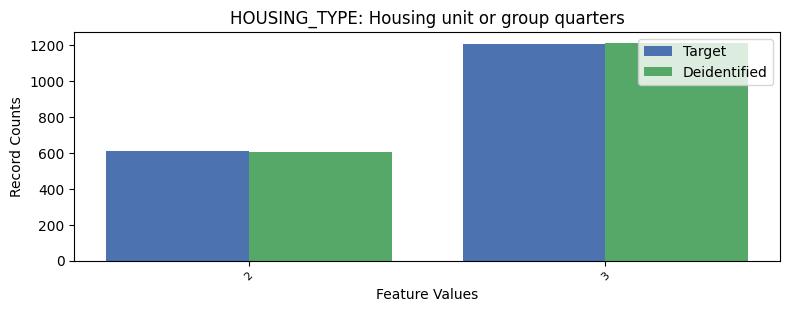 HOUSING_TYPE: Housing unit or group quarters
Target
Deidentified
Record Counts
1200
1000
800
600
400
200
0
2
3
Feature Values